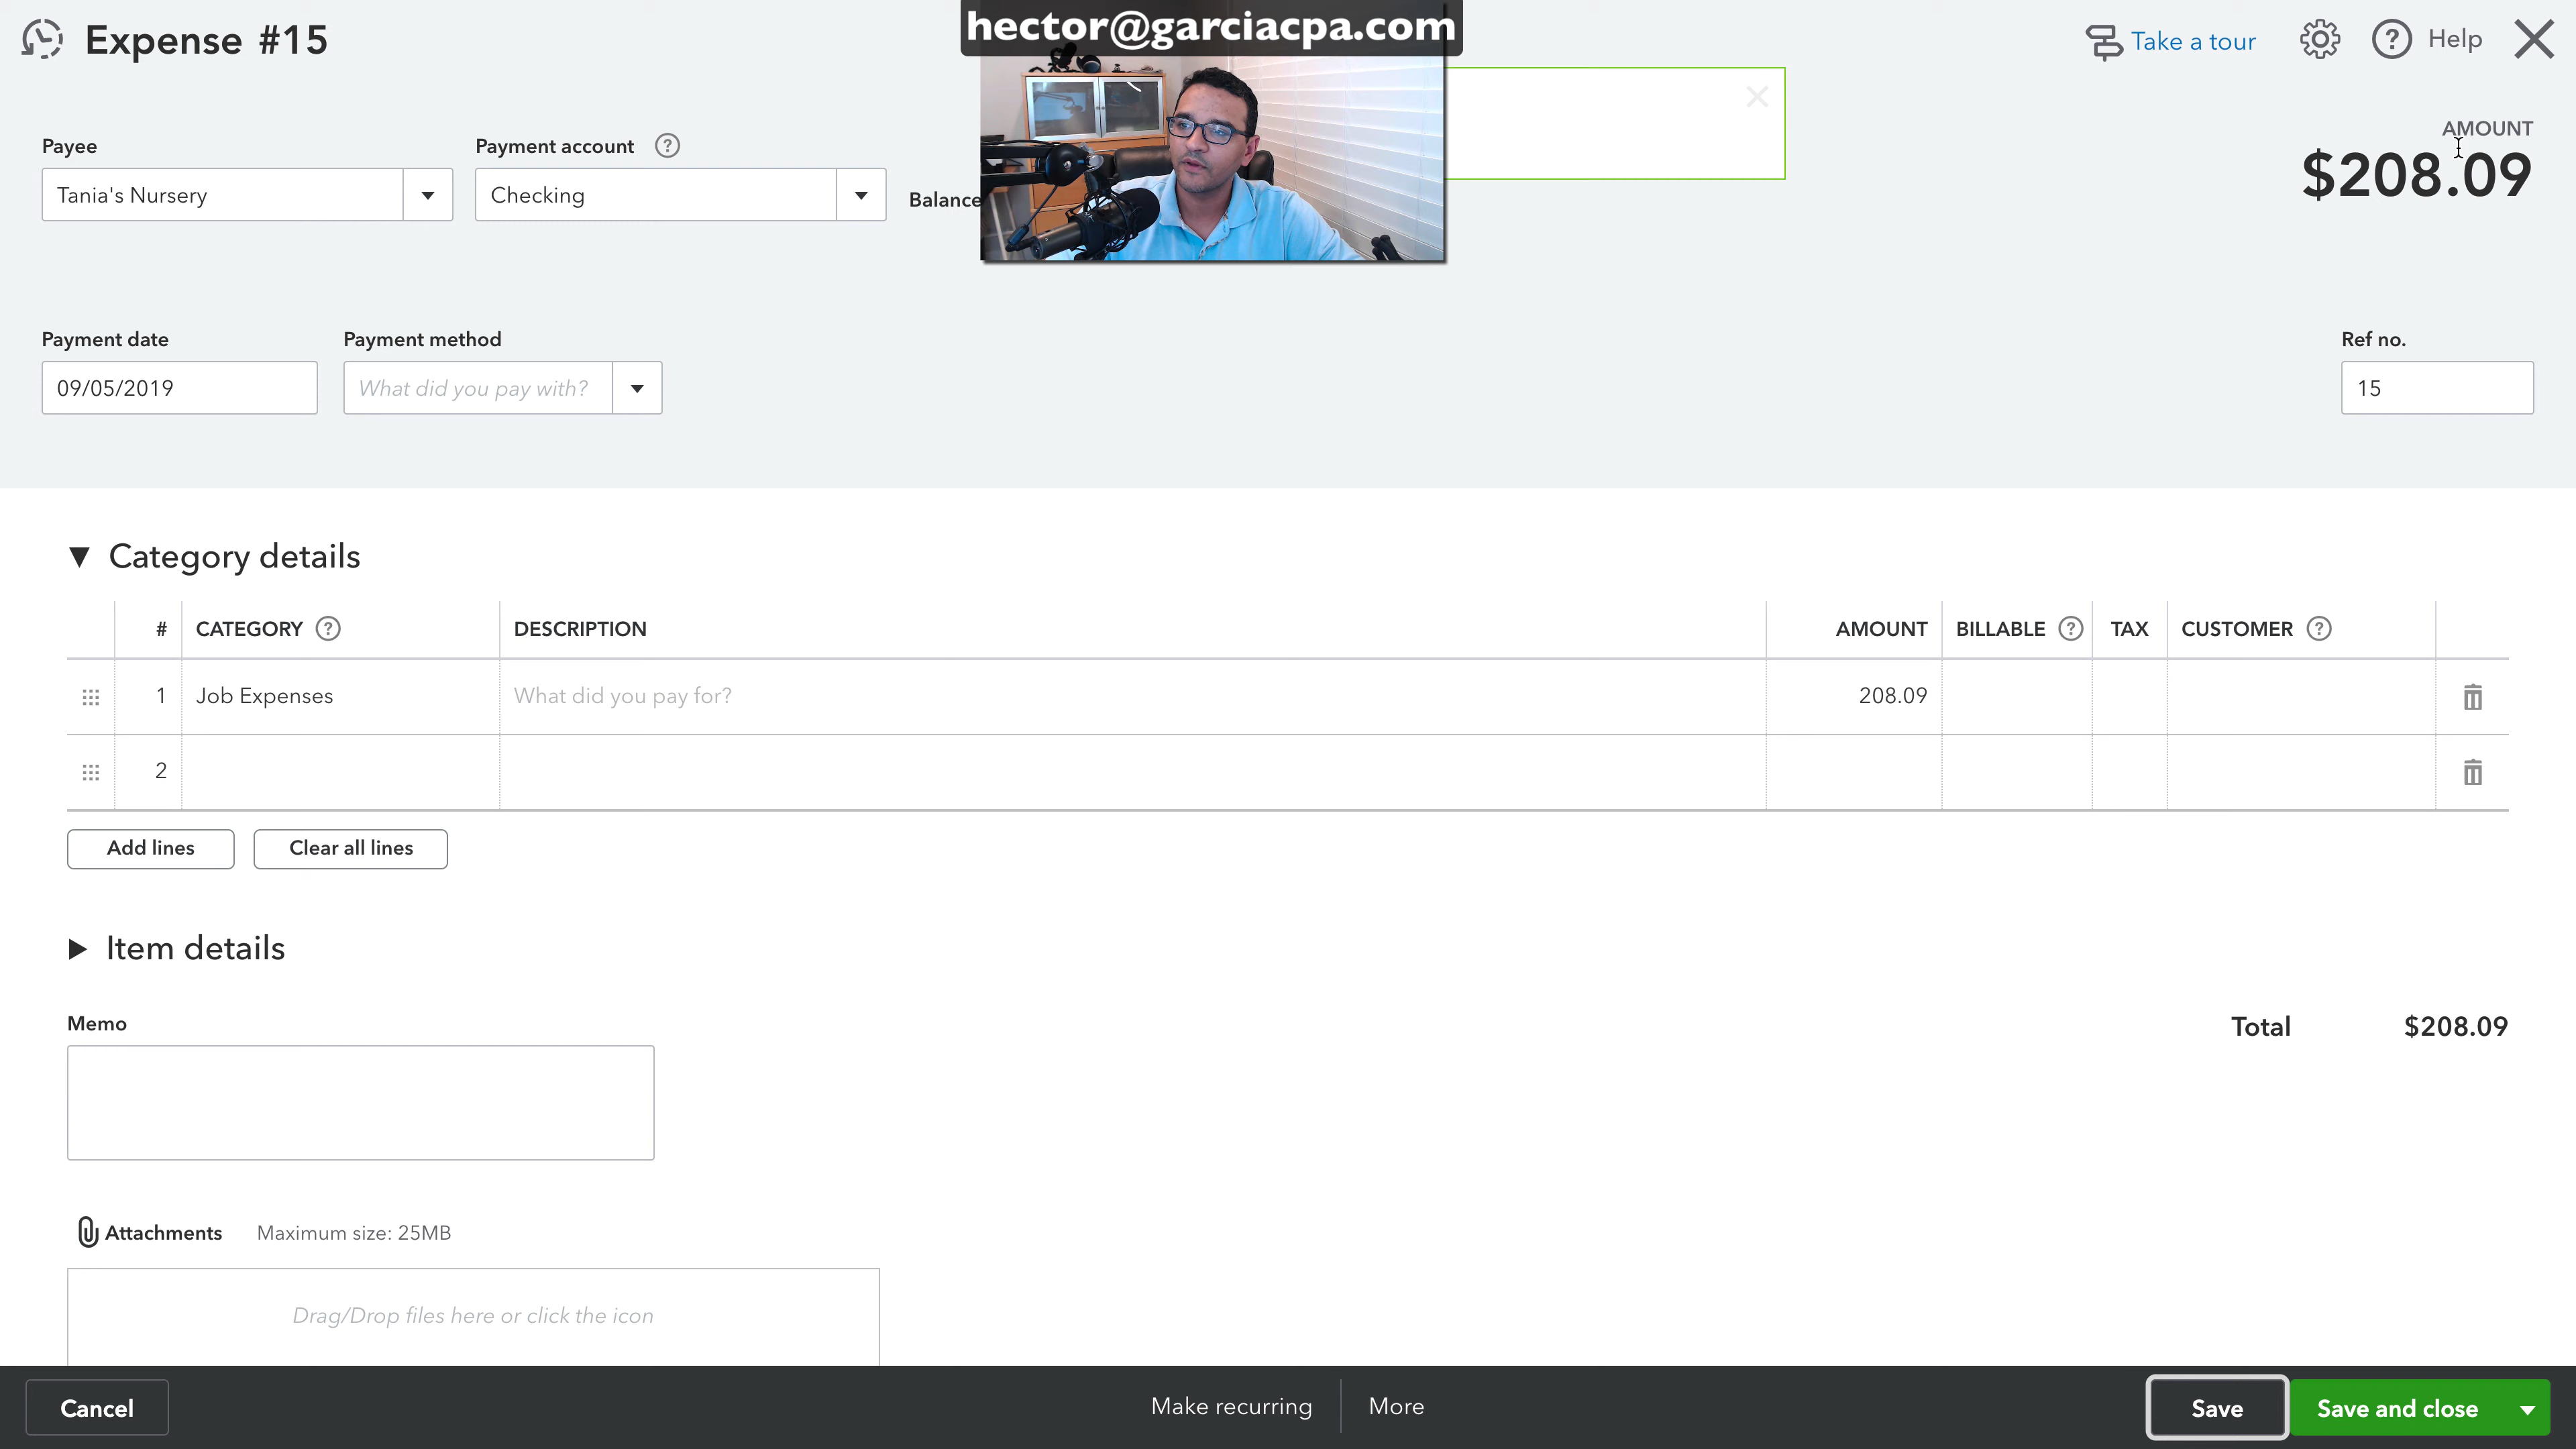 Expense #15
hector@garciacpa.com
Take a tour
Help
Payee
Payment account
AMOUNT
$208.09
Tania's Nursery
Checking
Balance
Payment date
Payment method
Ref no.
09/05/2019
What did you pay with?
15
Category details
# CATEGORY DESCRIPTION AMOUNT BILLABLE TAX CUSTOMER
1 Job Expenses What did you pay for? 208.09
2
Add lines Clear all lines
Item details
Memo
Total $208.09
Attachments Maximum size: 25MB
Drag/Drop files here or click the icon
Cancel
Make recurring
More
Save
Save and close